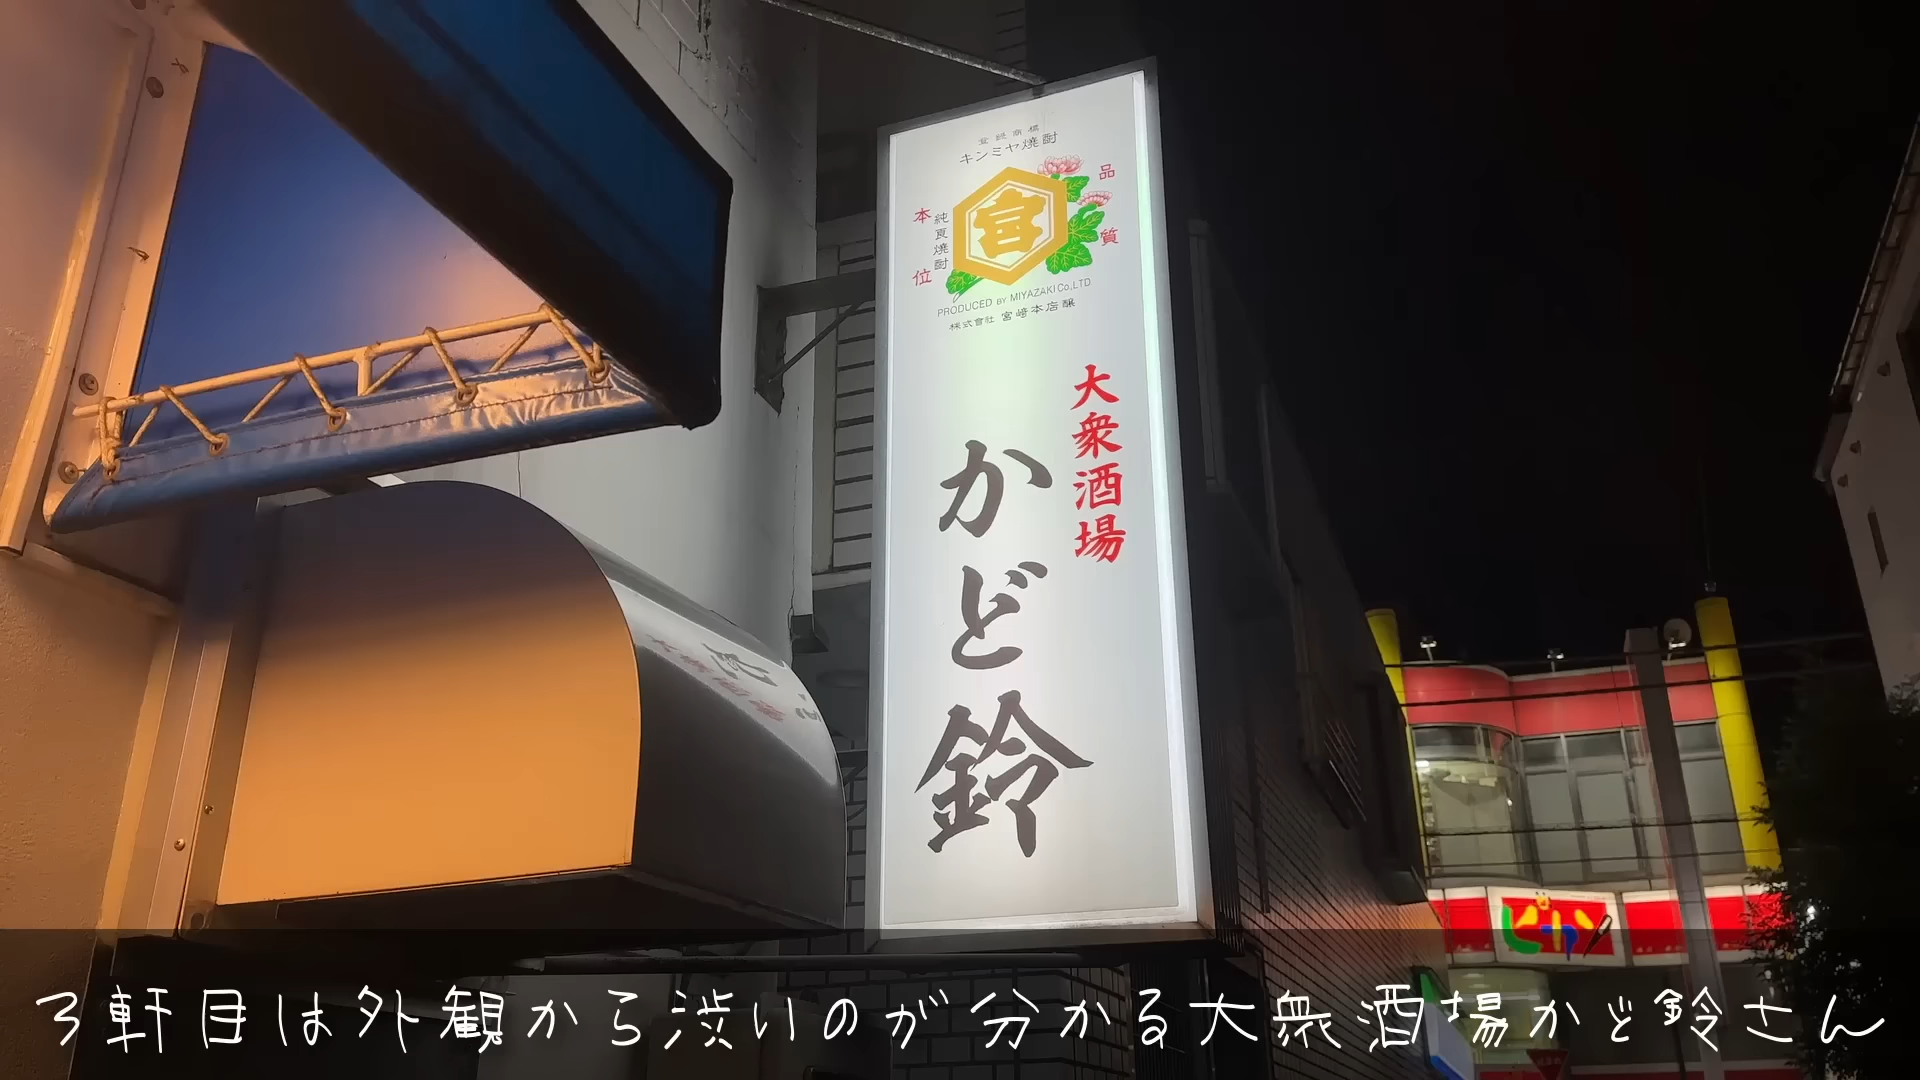 登録商標
キンミヤ焼酎
品質
本位
純良焼酎
宮
PRODUCED BY MIYAZAKI Co.,LTD
株式會社 宮﨑本店醸
大衆酒場
かど鈴
3軒目は外観から渋いのが分かる大衆酒場かど鈴さん